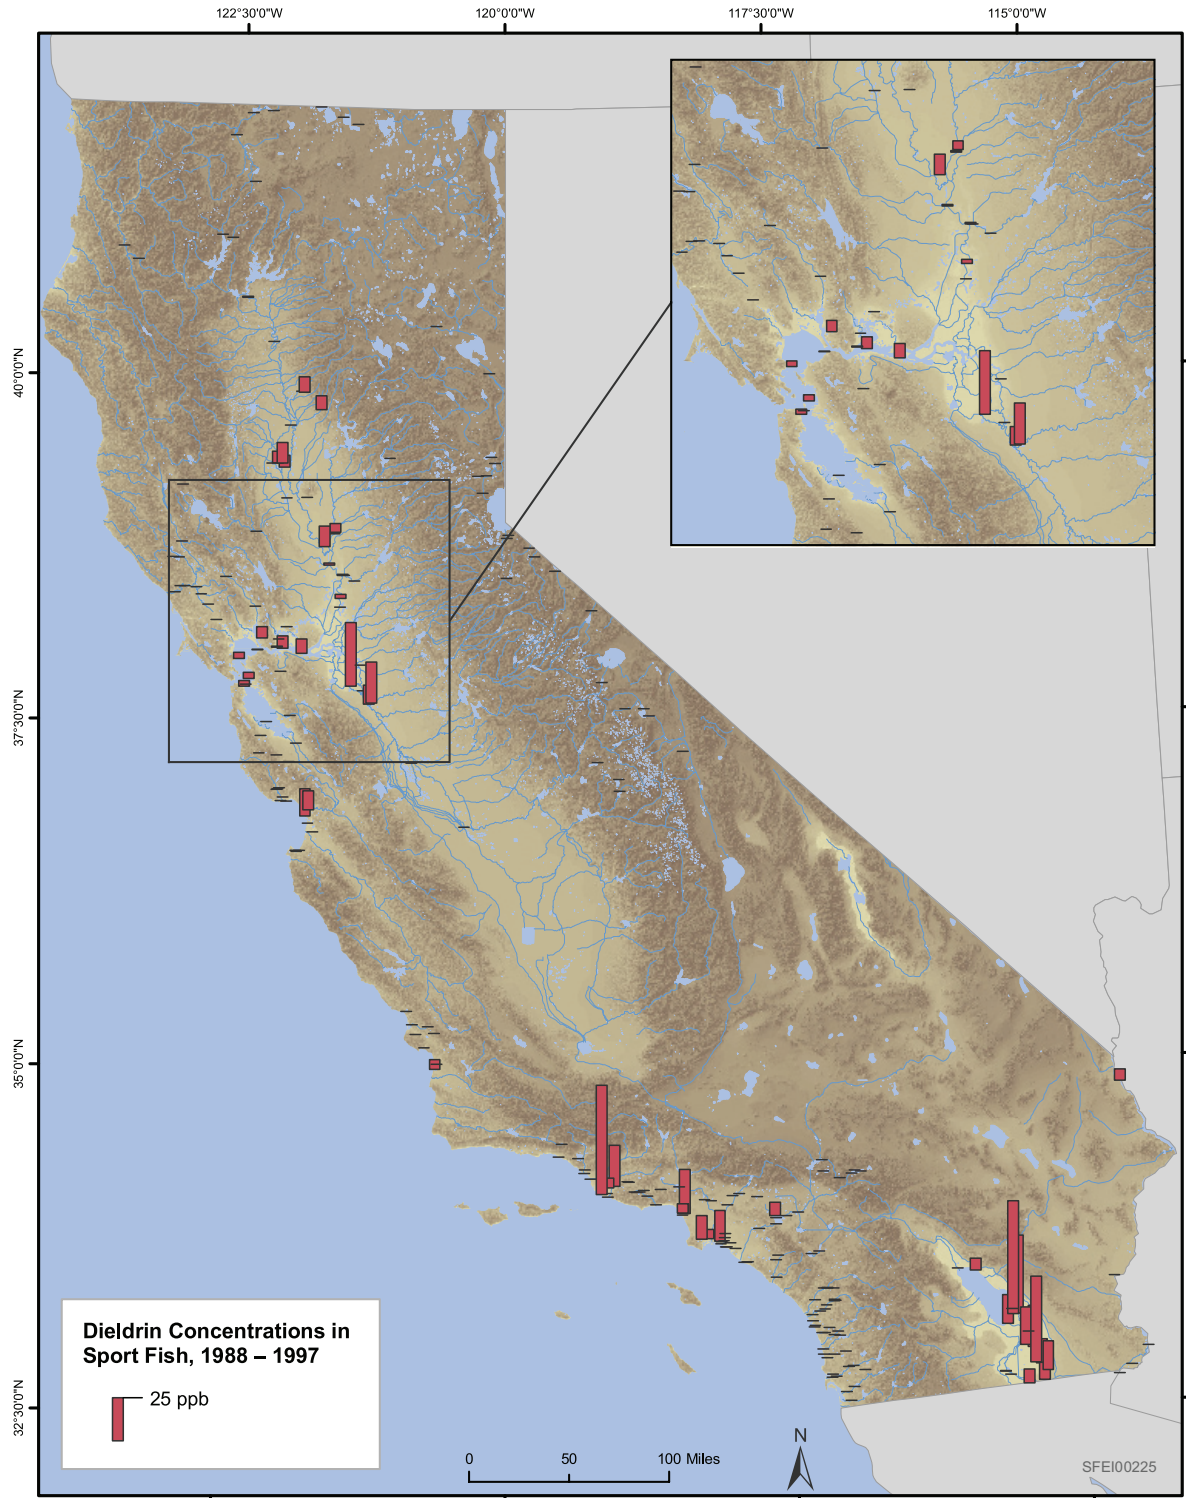 122°30'0"W 120°0'0"W 117°30'0"W 115°0'0"W
40°0'0"N
37°30'0"N
35°0'0"N
32°30'0"N
Dieldrin Concentrations in
Sport Fish, 1988 – 1997
25 ppb
0 50 100 Miles
N
SFEI00225